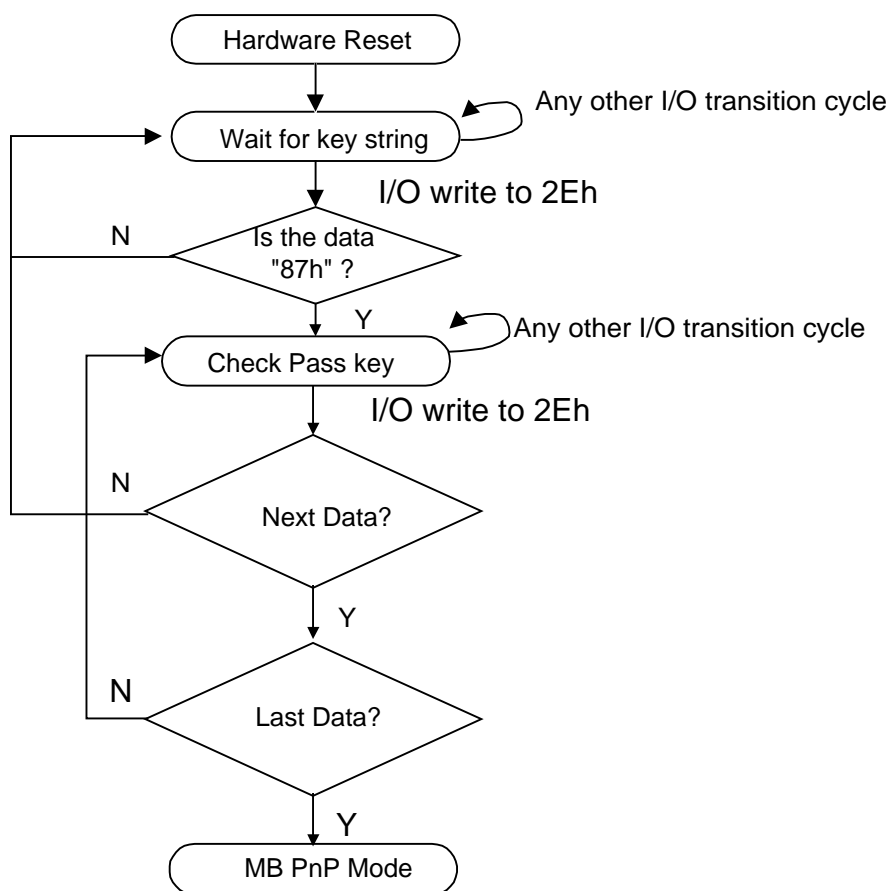 Hardware Reset
Any other I/O transition cycle
Wait for key string
I/O write to 2Eh
N
Is the data
"87h" ?
Y
Any other I/O transition cycle
Check Pass key
I/O write to 2Eh
N
Next Data?
Y
N
Last Data?
Y
MB PnP Mode